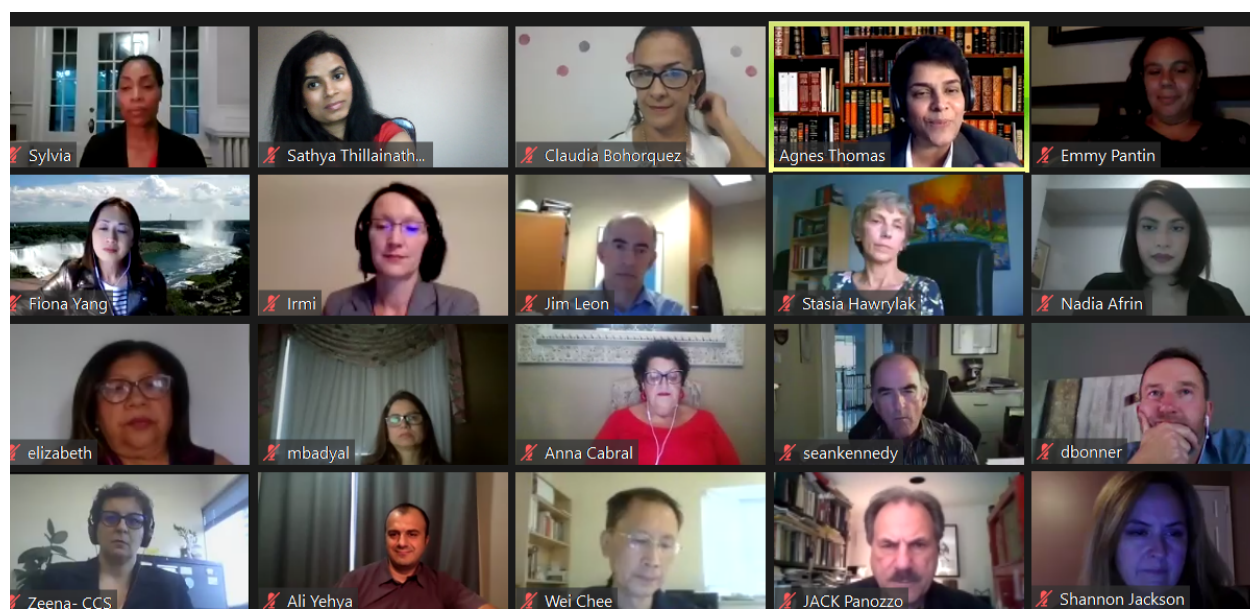 Sylvia
Sathya Thillainath...
Claudia Bohorquez
Agnes Thomas
Emmy Pantin
Fiona Yang
Irmi
Jim Leon
Stasia Hawrylak
Nadia Afrin
elizabeth
mbadyal
Anna Cabral
seankennedy
dbonner
Zeena- CCS
Ali Yehya
Wei Chee
JACK Panozzo
Shannon Jackson